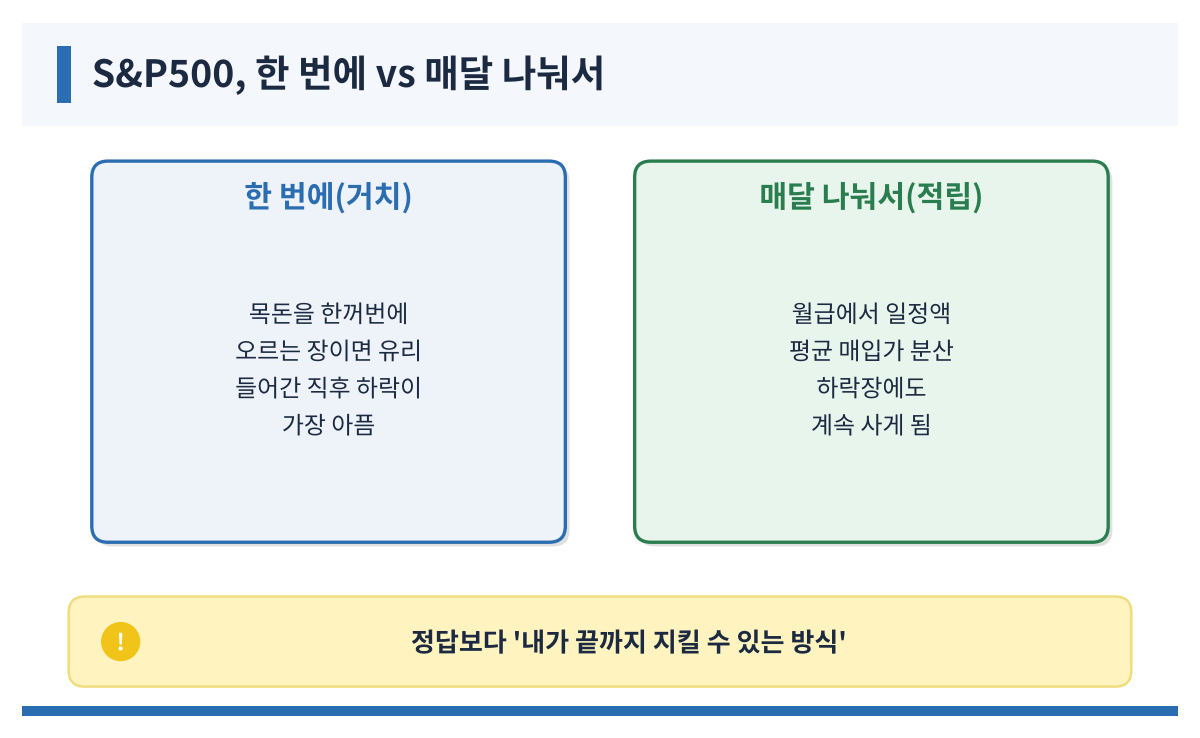 S&P500, 한 번에 vs 매달 나눠서
한 번에(거치)
목돈을 한꺼번에
오르는 장이면 유리
들어간 직후 하락이
가장 아픔
매달 나눠서(적립)
월급에서 일정액
평균 매입가 분산
하락장에도
계속 사게 됨
!
정답보다 '내가 끝까지 지킬 수 있는 방식'